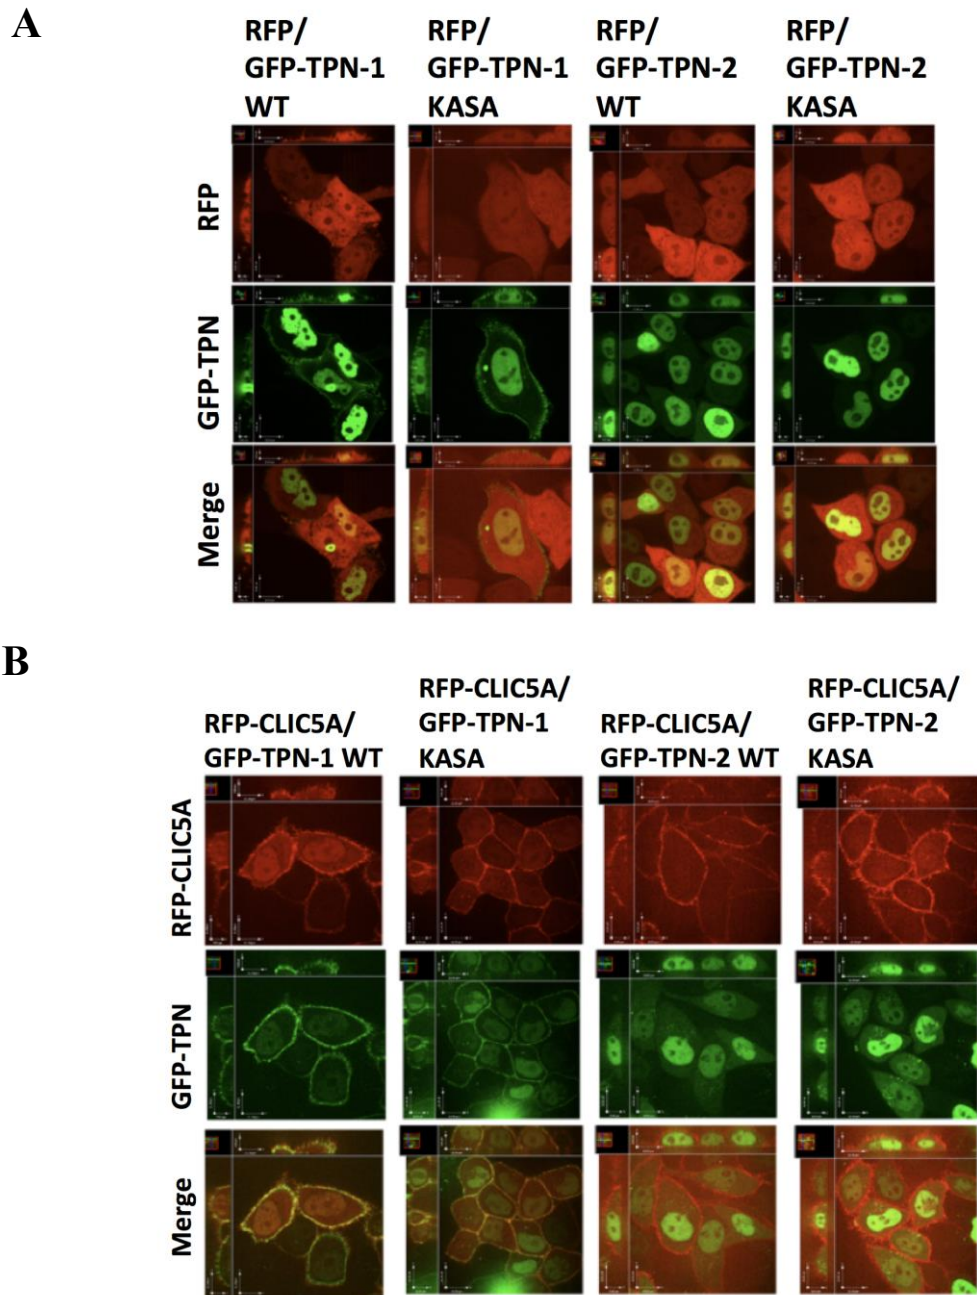 A
RFP/
GFP-TPN-1
WT
RFP/
GFP-TPN-1
KASA
RFP/
GFP-TPN-2
WT
RFP/
GFP-TPN-2
KASA
RFP
GFP-TPN
Merge
B
RFP-CLIC5A/
GFP-TPN-1 WT
RFP-CLIC5A/
GFP-TPN-1
KASA
RFP-CLIC5A/
GFP-TPN-2 WT
RFP-CLIC5A/
GFP-TPN-2
KASA
RFP-CLIC5A
GFP-TPN
Merge